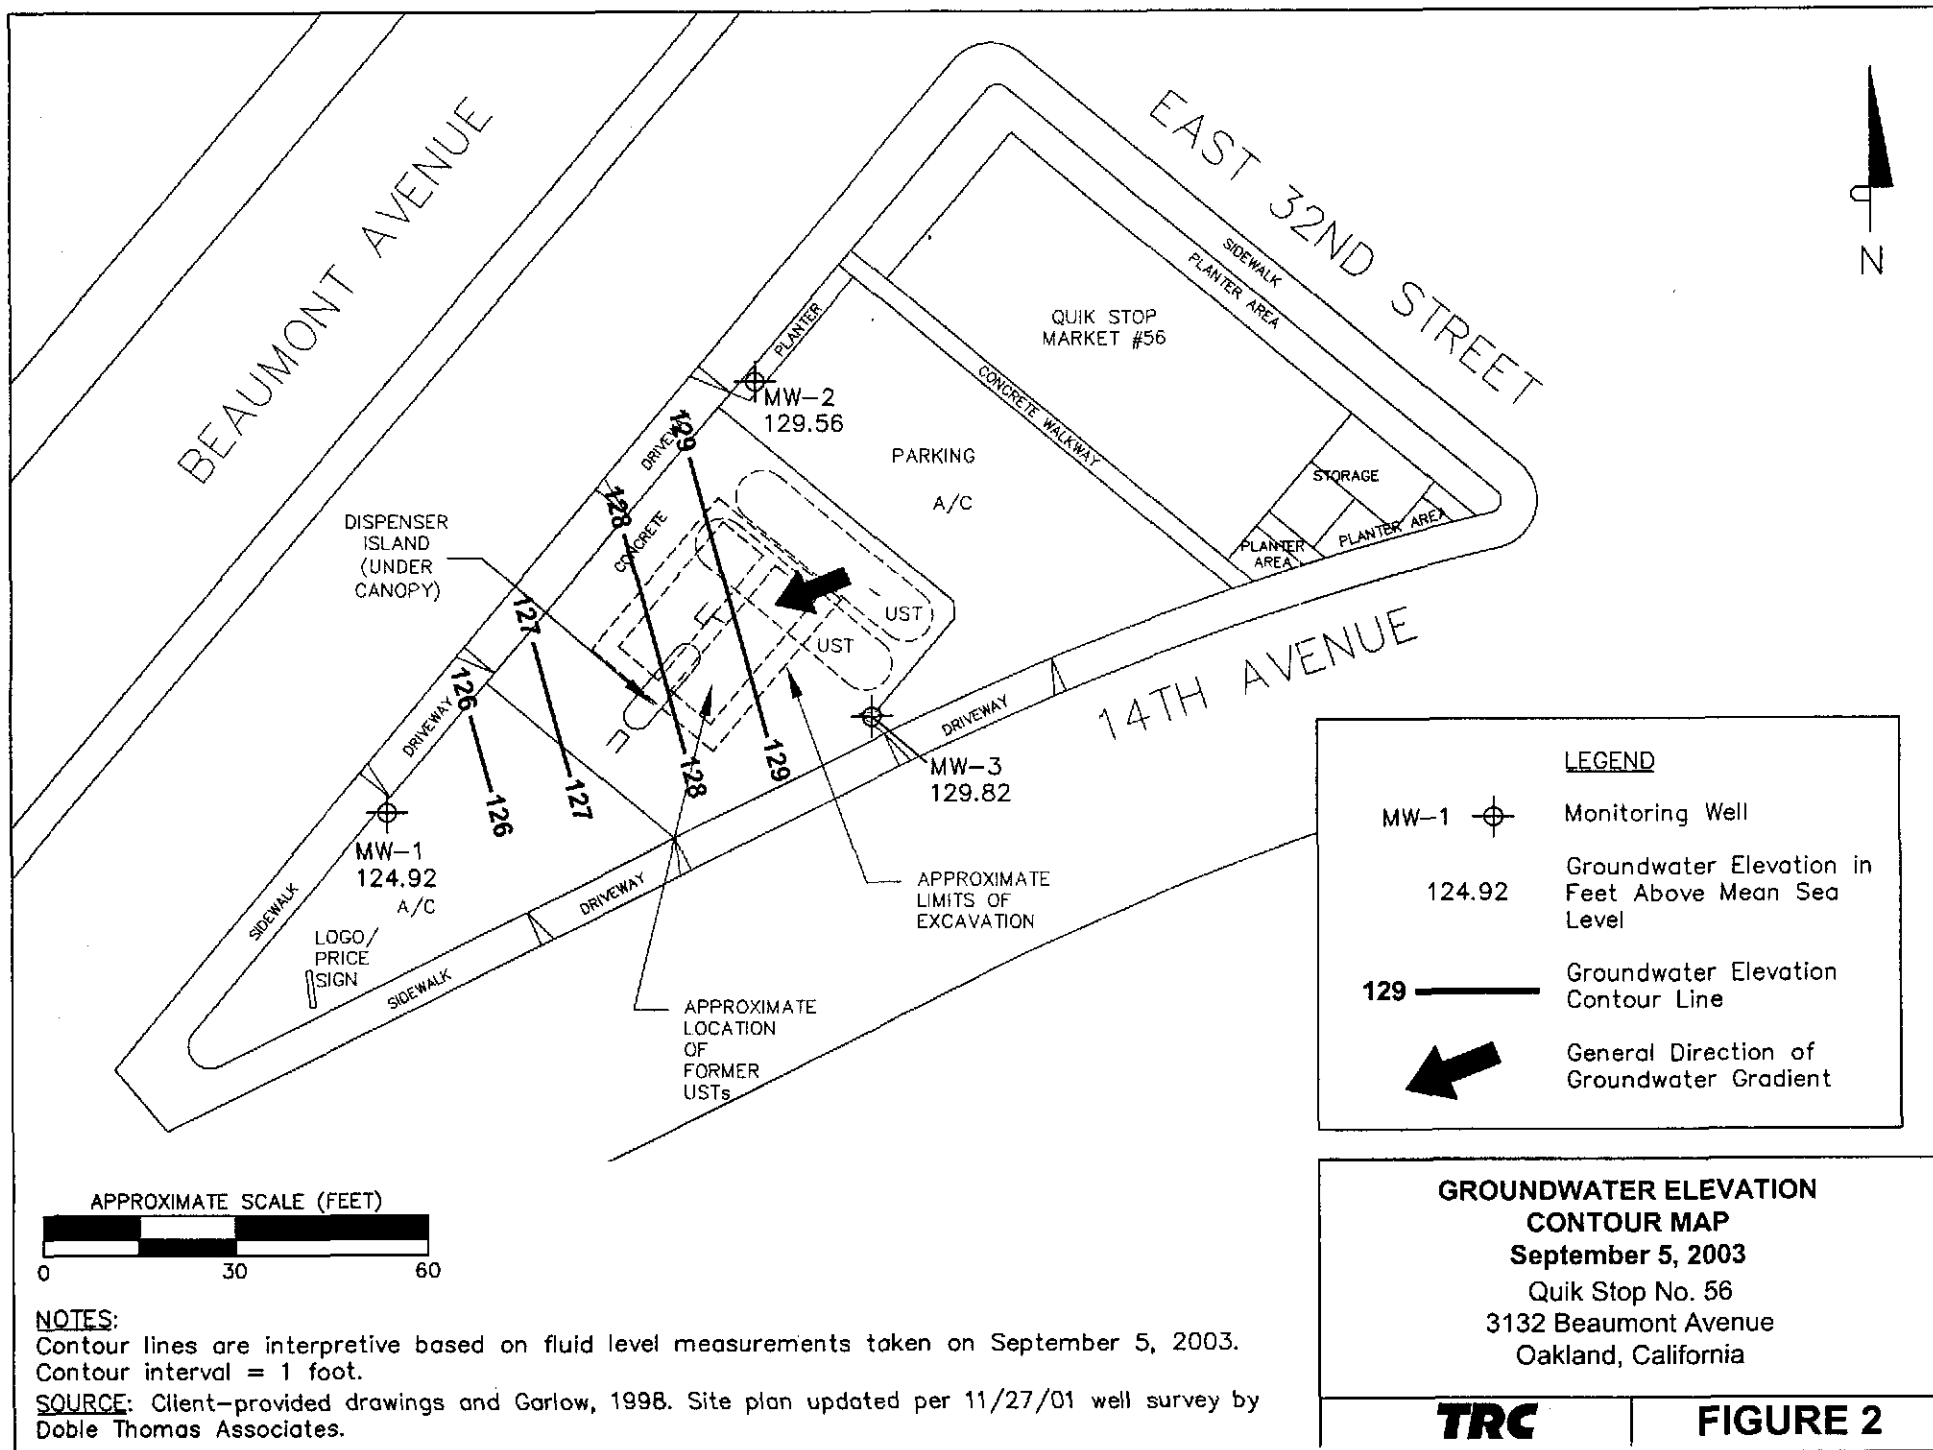 BEAUMONT AVENUE
EAST 32ND STREET
N
SIDEWALK
PLANTER AREA
QUIK STOP
MARKET #56
PLANTER
CONCRETE WALKWAY
MW-2
129.56
PARKING
A/C
STORAGE
PLANTER AREA
PLANTER
AREA
DRIVEWAY
129
128
CONCRETE
DISPENSER
ISLAND
(UNDER
CANOPY)
127
126
UST
UST
14TH AVENUE
DRIVEWAY
DRIVEWAY
MW-3
129.82
129
128
127
126
MW-1
124.92
A/C
SIDEWALK
LOGO/
PRICE
SIGN
DRIVEWAY
SIDEWALK
APPROXIMATE
LIMITS OF
EXCAVATION
APPROXIMATE
LOCATION
OF
FORMER
USTs
LEGEND
MW-1 Monitoring Well
124.92 Groundwater Elevation in
Feet Above Mean Sea
Level
129 Groundwater Elevation
Contour Line
General Direction of
Groundwater Gradient
APPROXIMATE SCALE (FEET)
0 30 60
NOTES:
Contour lines are interpretive based on fluid level measurements taken on September 5, 2003.
Contour interval = 1 foot.
SOURCE: Client-provided drawings and Garlow, 1998. Site plan updated per 11/27/01 well survey by
Doble Thomas Associates.
GROUNDWATER ELEVATION
CONTOUR MAP
September 5, 2003
Quik Stop No. 56
3132 Beaumont Avenue
Oakland, California
TRC
FIGURE 2